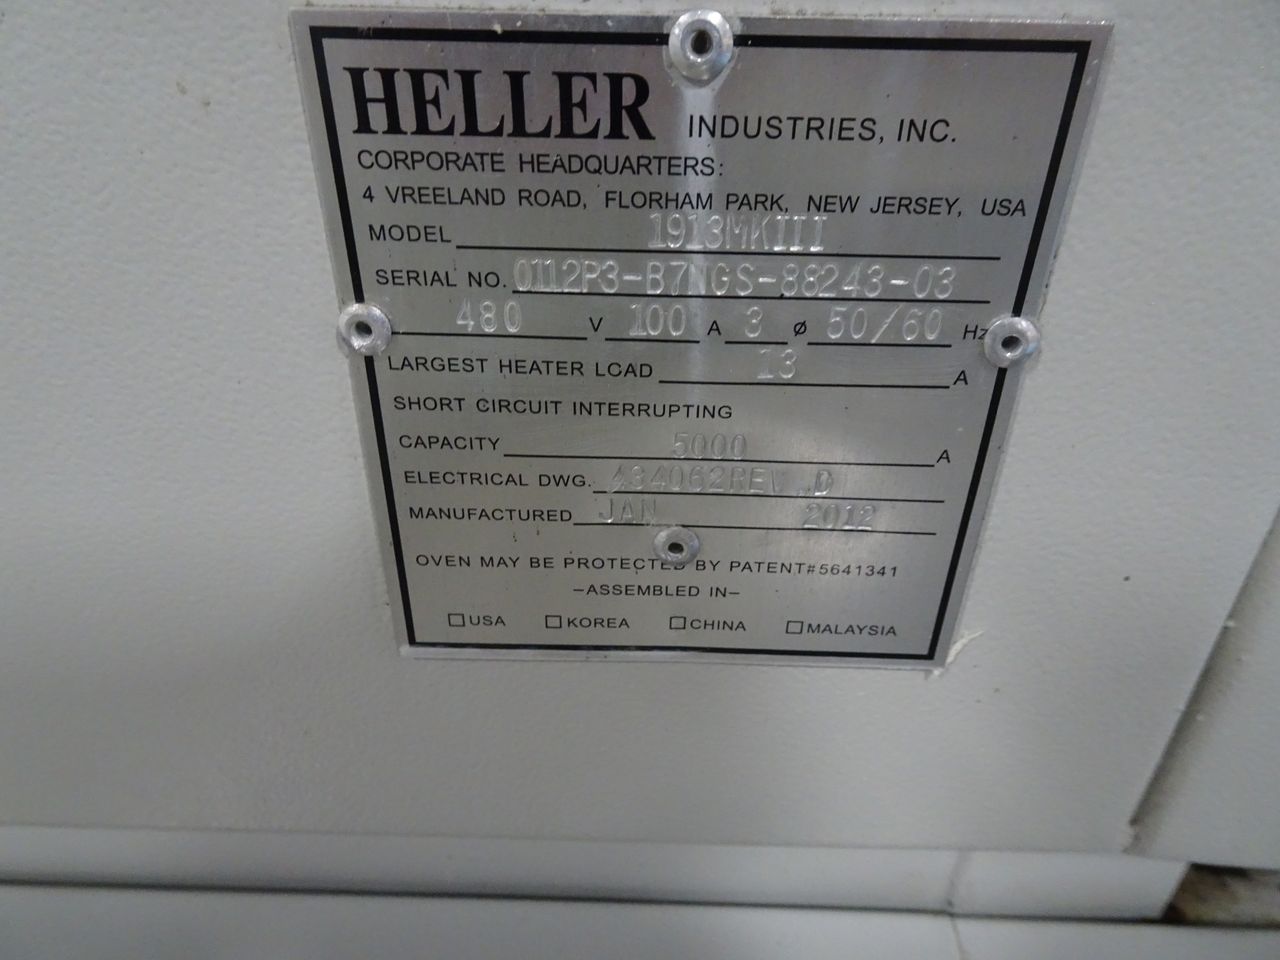 HELLER INDUSTRIES, INC.
CORPORATE HEADQUARTERS:
4 VREELAND ROAD, FLORHAM PARK, NEW JERSEY, USA
MODEL 1913MKIII
SERIAL NO. 0112P3-B7NGS-88243-03
480 V 100 A 3 ø 50/60 Hz
LARGEST HEATER LOAD 13 A
SHORT CIRCUIT INTERRUPTING
CAPACITY 5000 A
ELECTRICAL DWG. 434062REV.D
MANUFACTURED JAN 2012
OVEN MAY BE PROTECTED BY PATENT#5641341
-ASSEMBLED IN-
☐USA ☐KOREA ☐CHINA ☐MALAYSIA